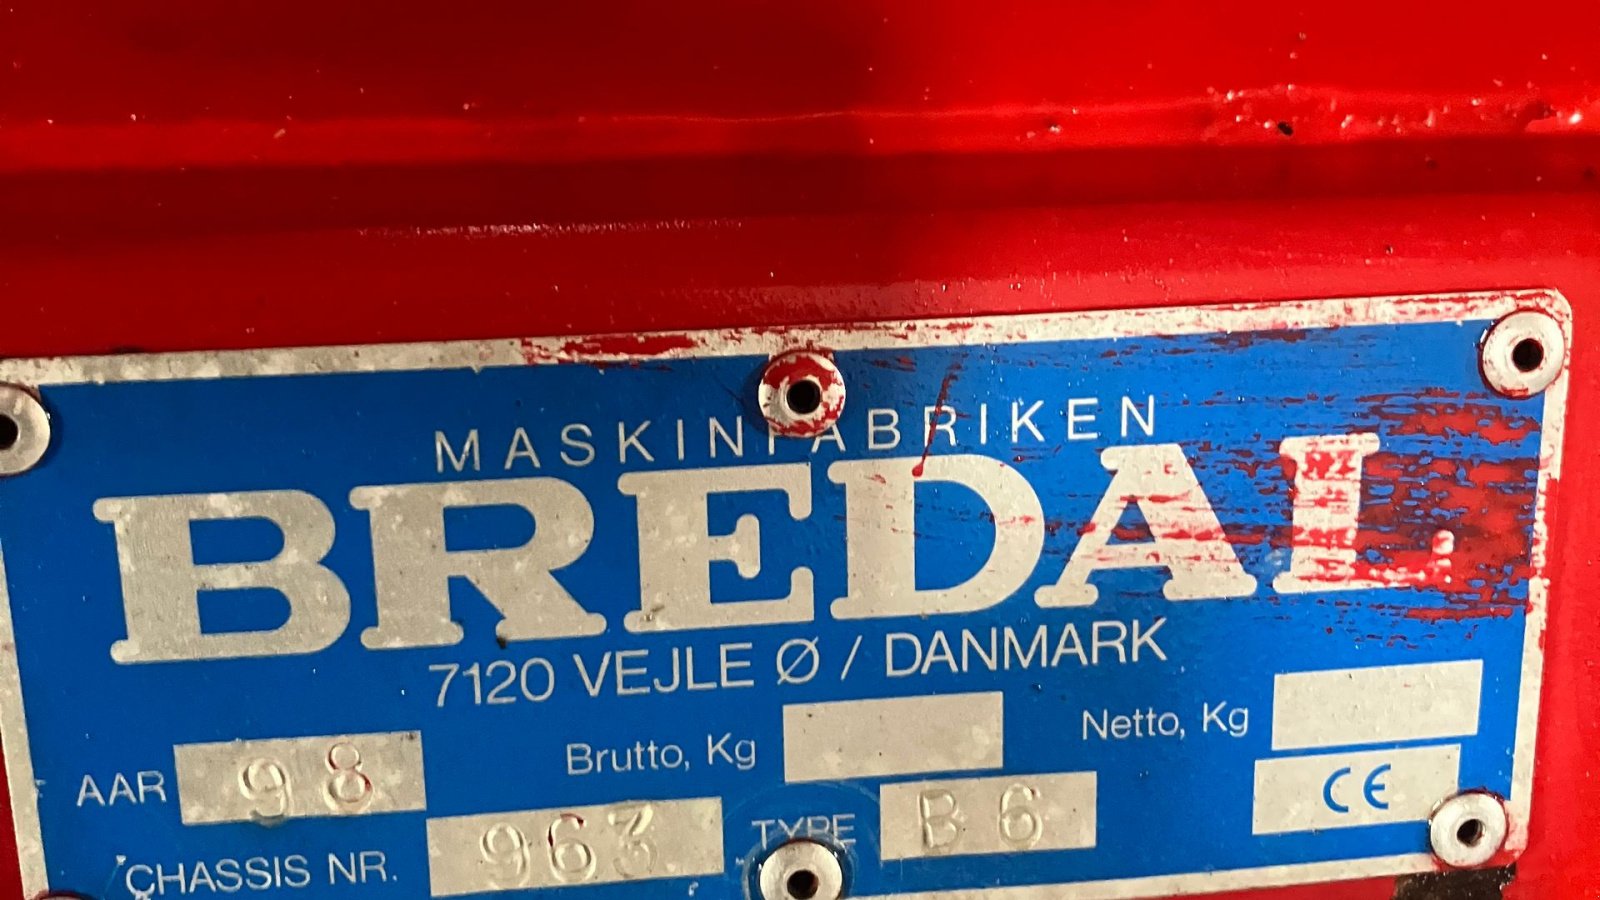 MASKINFABRIKEN
BREDAL
7120 VEJLE Ø / DANMARK
AAR 98 Brutto, Kg Netto, Kg
CHASSIS NR. 963 TYPE B6 CE